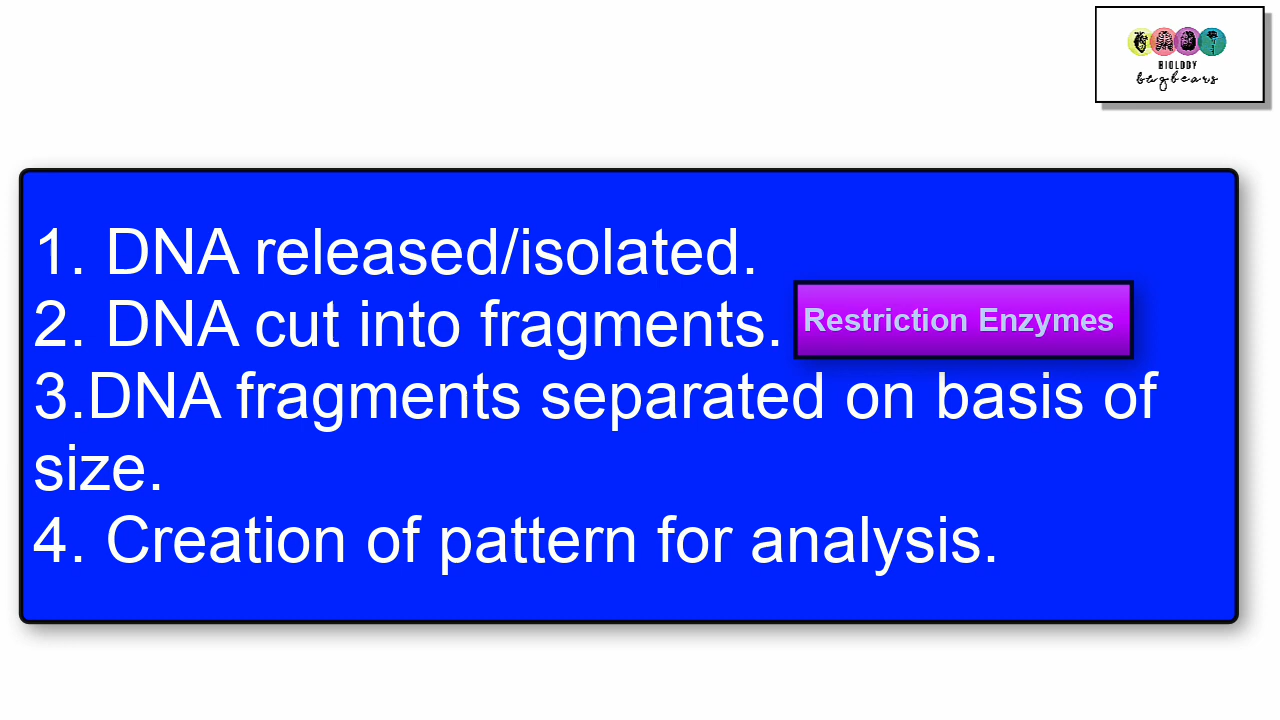 BIOLOGY
bugbears
1. DNA released/isolated.
2. DNA cut into fragments. Restriction Enzymes
3.DNA fragments separated on basis of
size.
4. Creation of pattern for analysis.